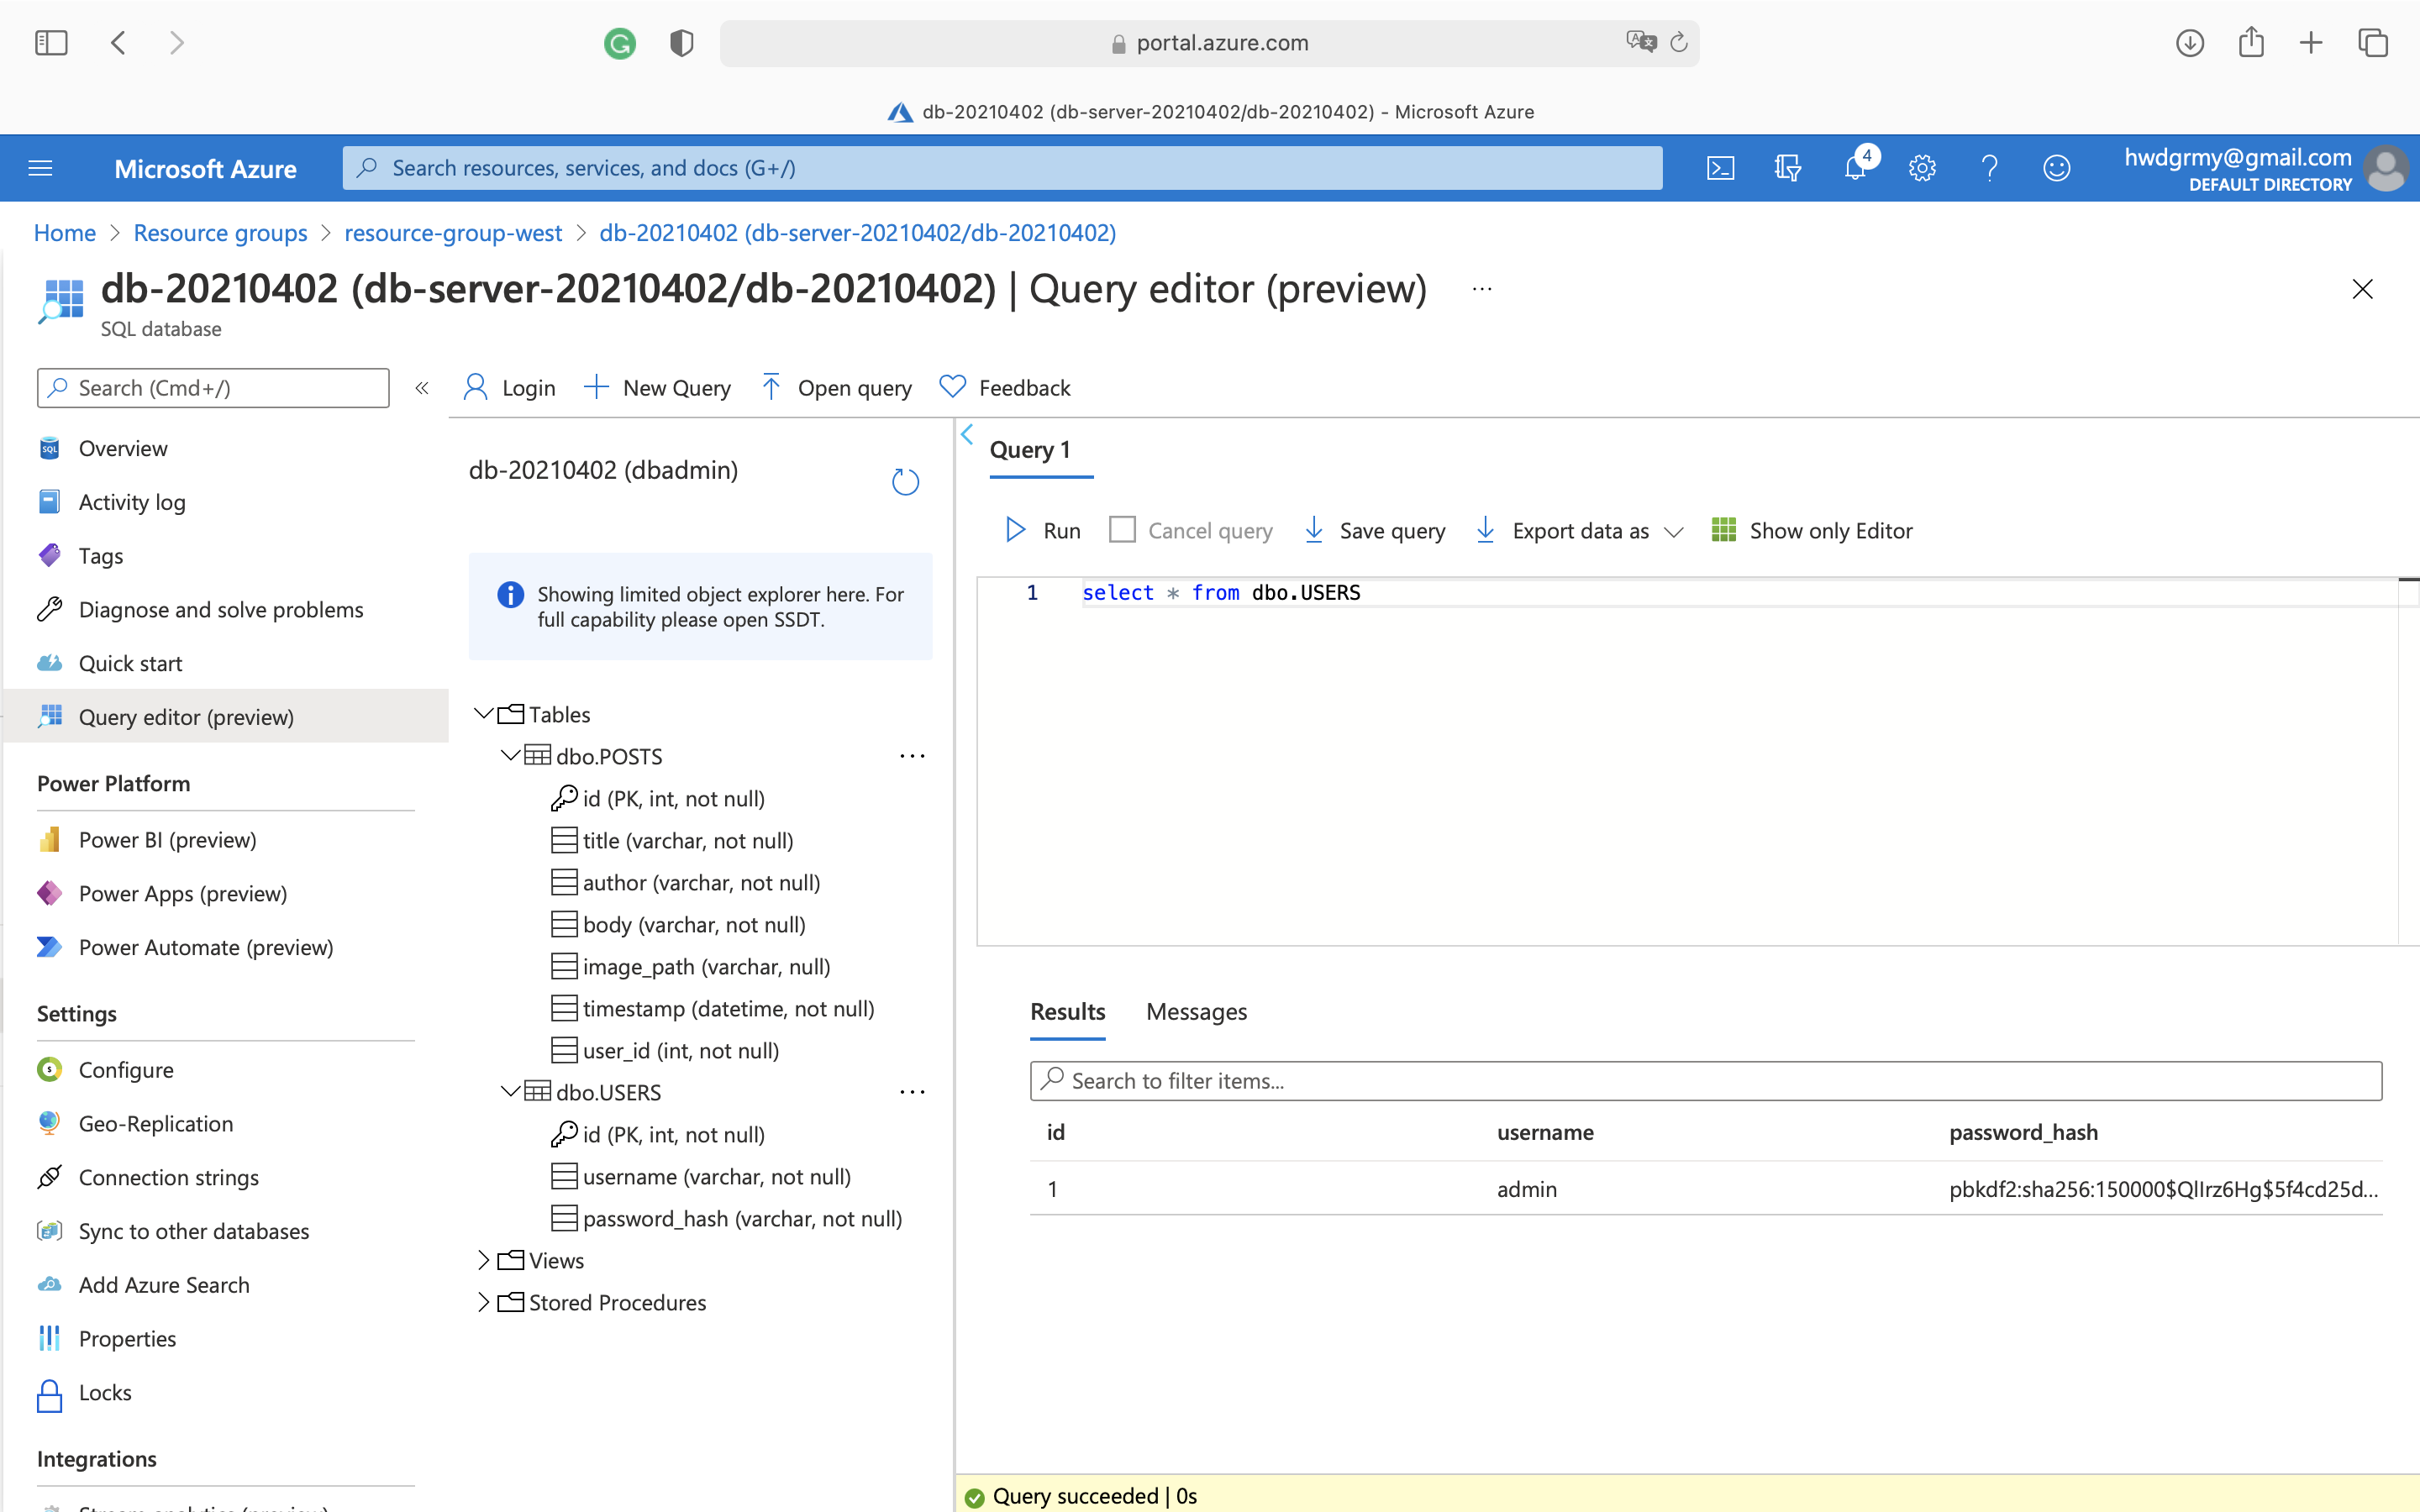 portal.azure.com
db-20210402 (db-server-20210402/db-20210402) - Microsoft Azure
Microsoft Azure
Search resources, services, and docs (G+/)
4
hwdgrmy@gmail.com
DEFAULT DIRECTORY
Home > Resource groups > resource-group-west > db-20210402 (db-server-20210402/db-20210402)
db-20210402 (db-server-20210402/db-20210402) | Query editor (preview) ...
SQL database
Search (Cmd+/)
«
Overview
Activity log
Tags
Diagnose and solve problems
Quick start
Query editor (preview)
Power Platform
Power BI (preview)
Power Apps (preview)
Power Automate (preview)
Settings
Configure
Geo-Replication
Connection strings
Sync to other databases
Add Azure Search
Properties
Locks
Integrations
Login New Query Open query Feedback
db-20210402 (dbadmin)
Showing limited object explorer here. For
full capability please open SSDT.
Tables
dbo.POSTS ...
id (PK, int, not null)
title (varchar, not null)
author (varchar, not null)
body (varchar, not null)
image_path (varchar, null)
timestamp (datetime, not null)
user_id (int, not null)
dbo.USERS ...
id (PK, int, not null)
username (varchar, not null)
password_hash (varchar, not null)
Views
Stored Procedures
Query 1
Run Cancel query Save query Export data as Show only Editor
1 select * from dbo.USERS
Results Messages
Search to filter items...
id username password_hash
1 admin pbkdf2:sha256:150000$QlIrz6Hg$5f4cd25d...
Query succeeded | 0s